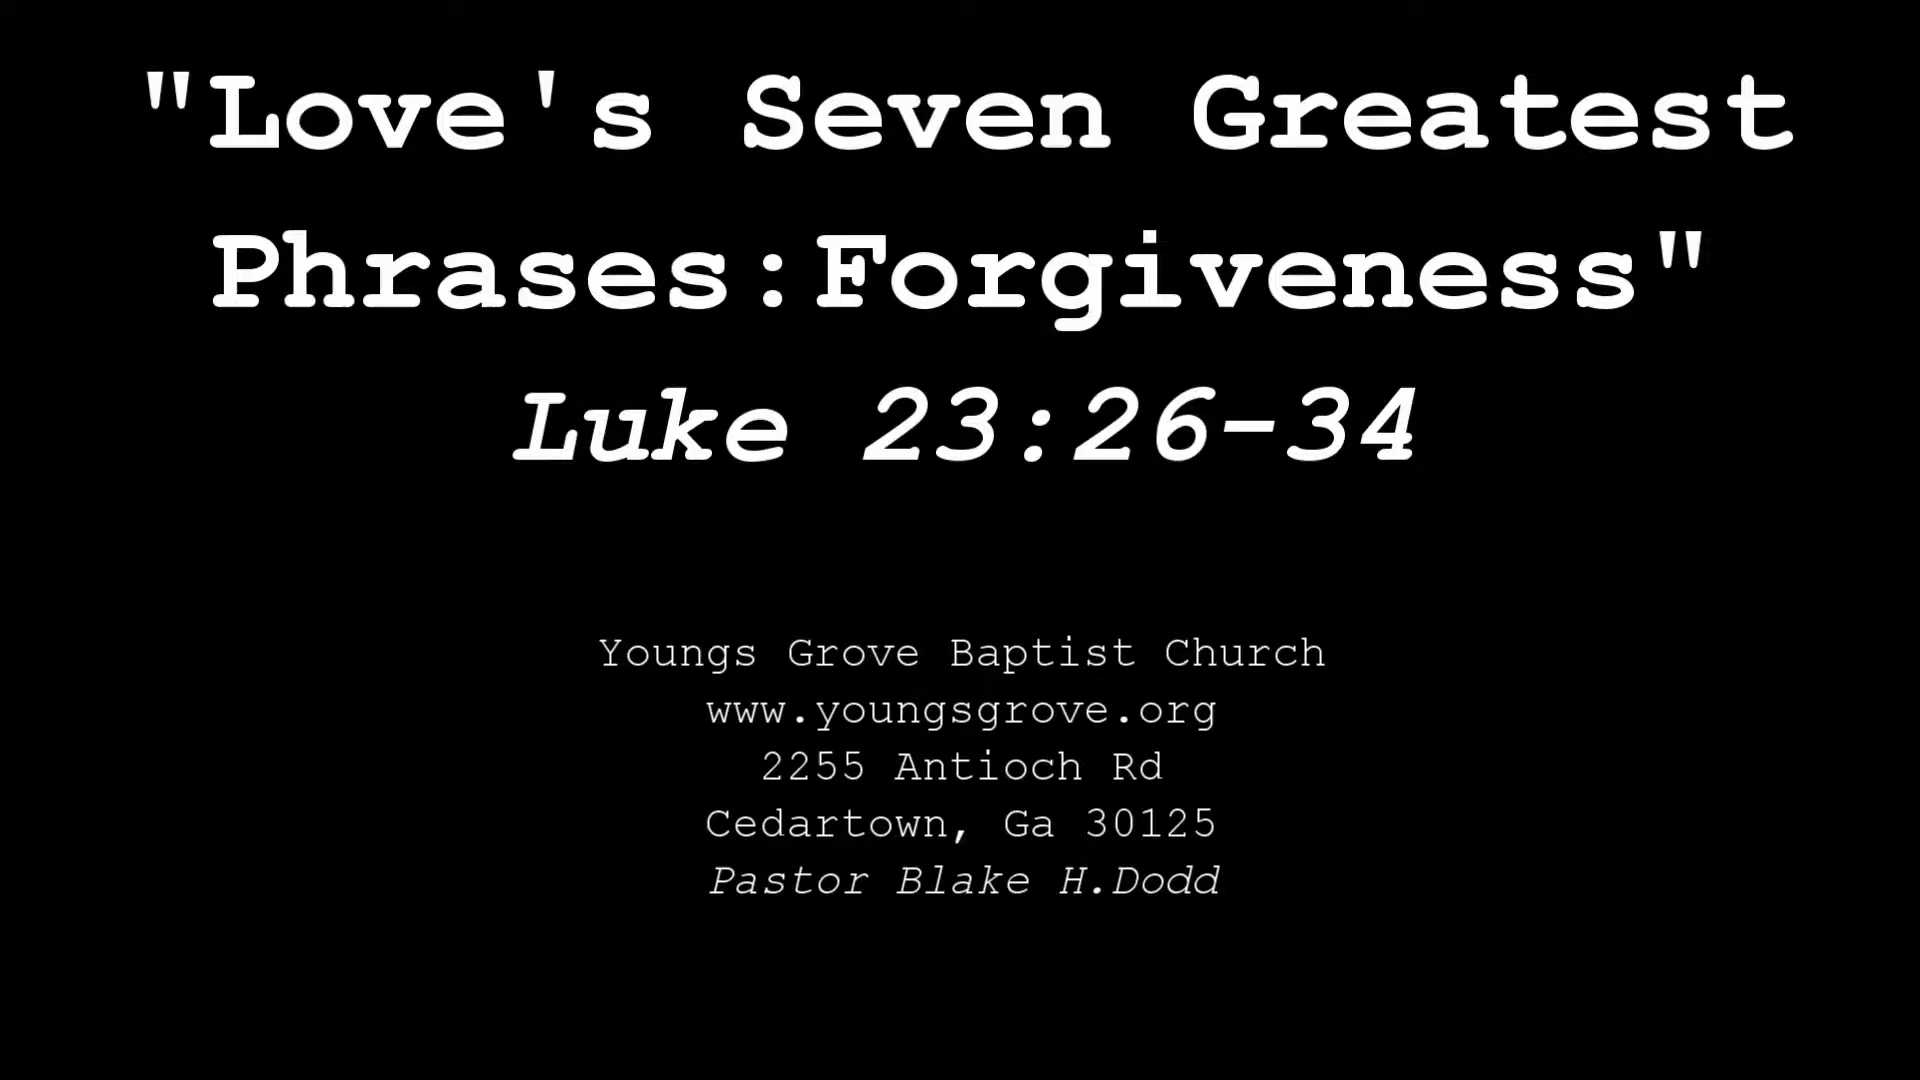 "Love's Seven Greatest
Phrases:Forgiveness"
Luke 23:26-34
Youngs Grove Baptist Church
www.youngsgrove.org
2255 Antioch Rd
Cedartown, Ga 30125
Pastor Blake H.Dodd